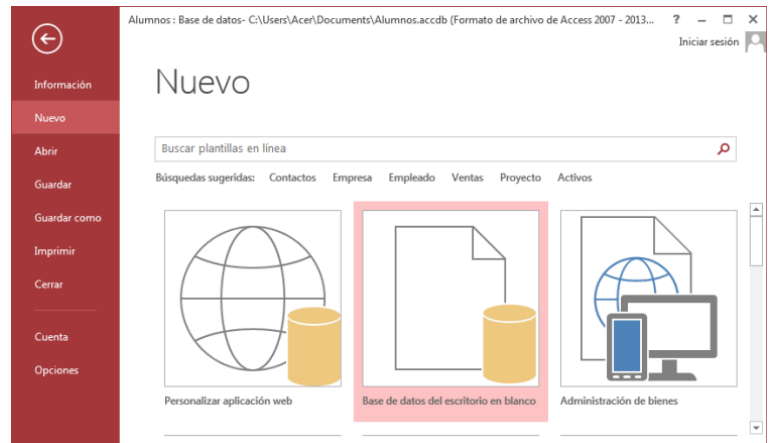 Alumnos : Base de datos- C:\Users\Acer\Documents\Alumnos.accdb (Formato de archivo de Access 2007 - 2013... ?
Iniciar sesión
Información
Nuevo
Abrir
Guardar
Guardar como
Imprimir
Cerrar
Cuenta
Opciones
Nuevo
Buscar plantillas en línea
Búsquedas sugeridas: Contactos Empresa Empleado Ventas Proyecto Activos
Personalizar aplicación web
Base de datos del escritorio en blanco
Administración de bienes